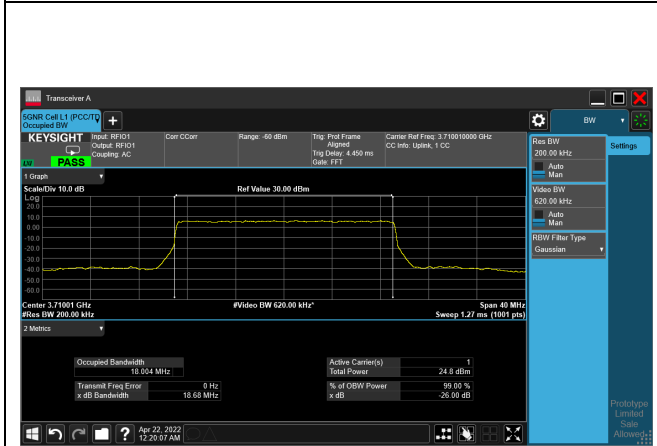 Transceiver A
5GNR Cell L1 (PCC/TD
Occupied BW
KEYSIGHT
LV
PASS
Input: RFIO1
Output: RFIO1
Coupling: AC
Corr CCorr
Range: -60 dBm
Trig: Prot Frame
Aligned
Trig Delay: 4.450 ms
Gate: FFT
Carrier Ref Freq: 3.710010000 GHz
CC Info: Uplink, 1 CC
1 Graph
Scale/Div 10.0 dB
Ref Value 30.00 dBm
Log
20.0
10.0
0.00
-10.0
-20.0
-30.0
-40.0
-50.0
-60.0
Center 3.71001 GHz
#Video BW 620.00 kHz*
Span 40 MHz
#Res BW 200.00 kHz
Sweep 1.27 ms (1001 pts)
2 Metrics
Occupied Bandwidth
18.004 MHz
Transmit Freq Error 0 Hz
x dB Bandwidth 18.68 MHz
Active Carrier(s) 1
Total Power 24.8 dBm
% of OBW Power 99.00 %
x dB -26.00 dB
BW
Res BW
200.00 kHz
Auto
Man
Video BW
620.00 kHz
Auto
Man
RBW Filter Type
Gaussian
Settings
Prototype
Limited
Sale
Allowed
?
Apr 22, 2022
12:20:07 AM